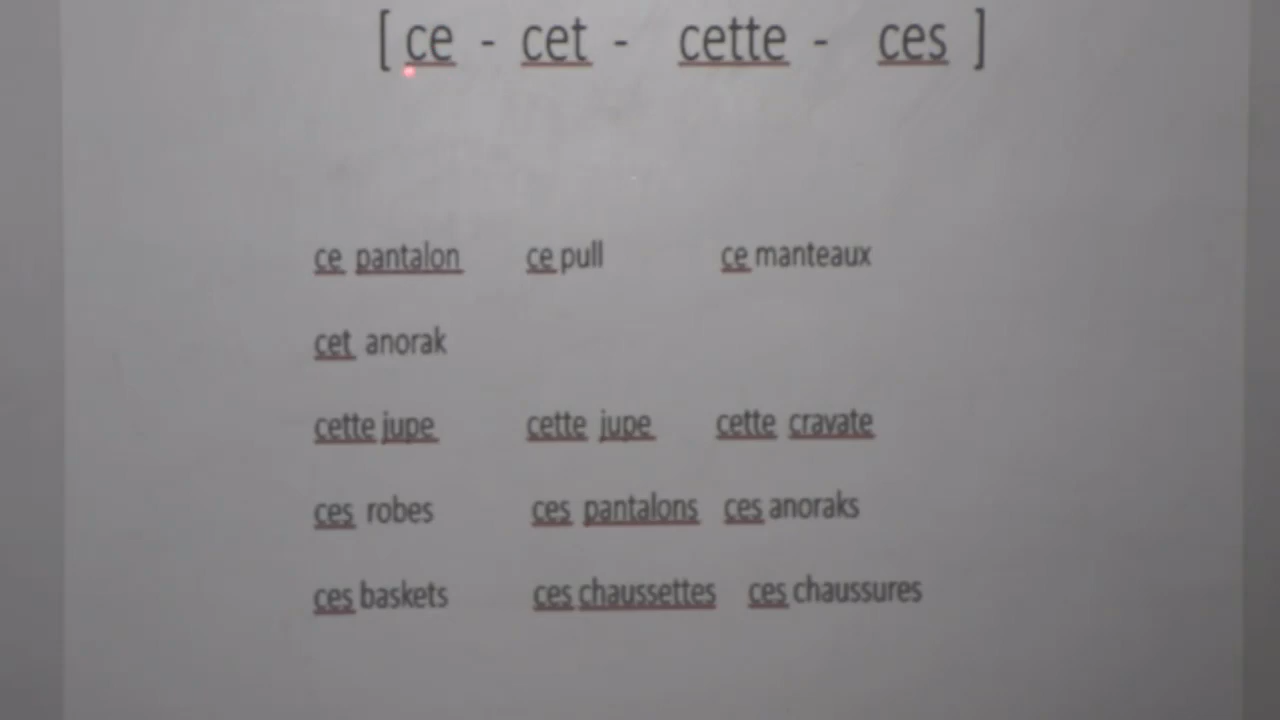 [ ce - cet - cette - ces ]
ce pantalon ce pull ce manteaux
cet anorak
cette jupe cette jupe cette cravate
ces robes ces pantalons ces anoraks
ces baskets ces chaussettes ces chaussures